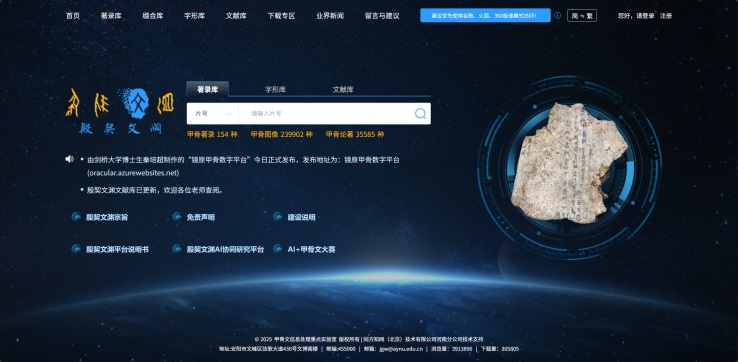 首页 著录库 缀合库 字形库 文献库 下载专区 业界新闻 留言与建议 建议优先使用谷歌、火狐、360极速模式访问! 简 ⇋ 繁 您好,请登录 注册
著录库 字形库 文献库
殷契文渊
片号 请输入片号
甲骨著录 154 种 甲骨图像 239902 种 甲骨论著 35585 种
由剑桥大学博士生秦培超制作的“镜原甲骨数字平台”今日正式发布,发布地址为:镜原甲骨数字平台
(oracular.azurewebsites.net)
殷契文渊文献库已更新,欢迎各位老师查阅。
殷契文渊宗旨 免责声明 建设说明
殷契文渊平台说明书 殷契文渊AI协同研究平台 AI+甲骨文大赛
© 2025 甲骨文信息处理重点实验室 版权所有 | 同方知网(北京)技术有限公司河南分公司技术支持
地址:安阳市文峰区弦歌大道436号文博南楼 | 邮编:455000 | 邮箱:jgw@aynu.edu.cn | 浏览量:3913896 | 下载量:305805